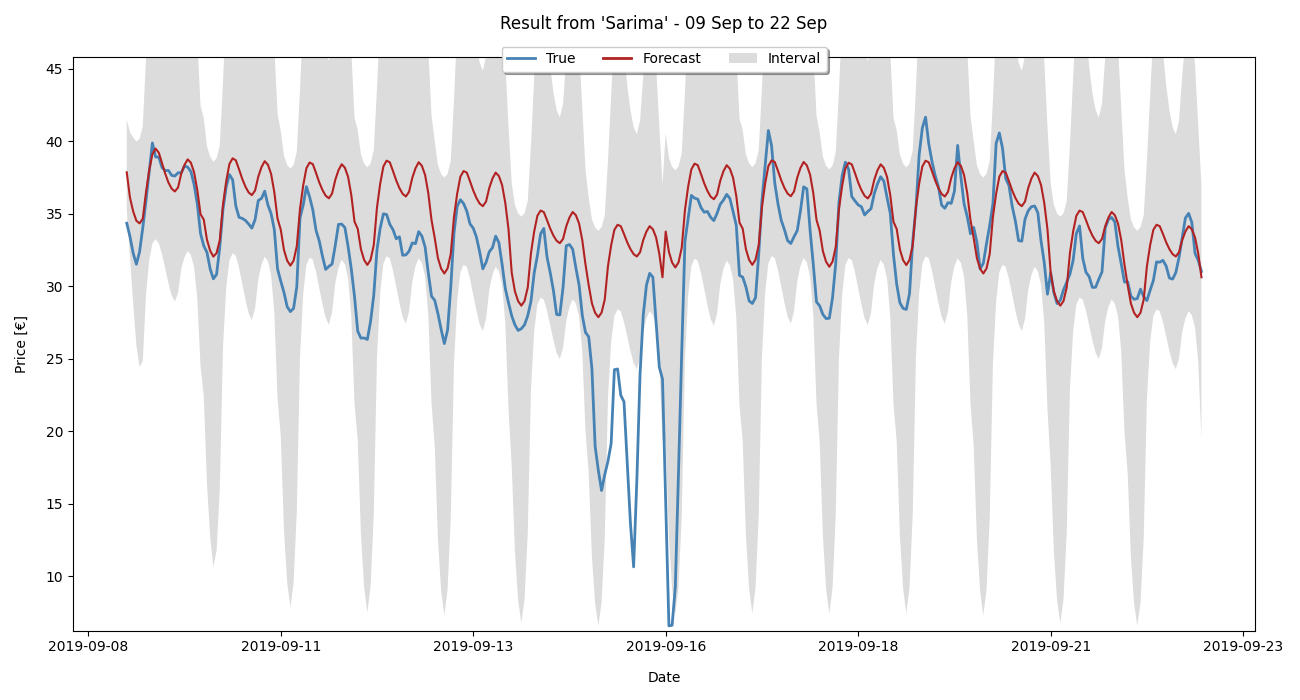 Result from 'Sarima' - 09 Sep to 22 Sep
True Forecast Interval
45
40
35
30
25
20
15
10
Price [€]
2019-09-08 2019-09-11 2019-09-13 2019-09-16 2019-09-18 2019-09-21 2019-09-23
Date